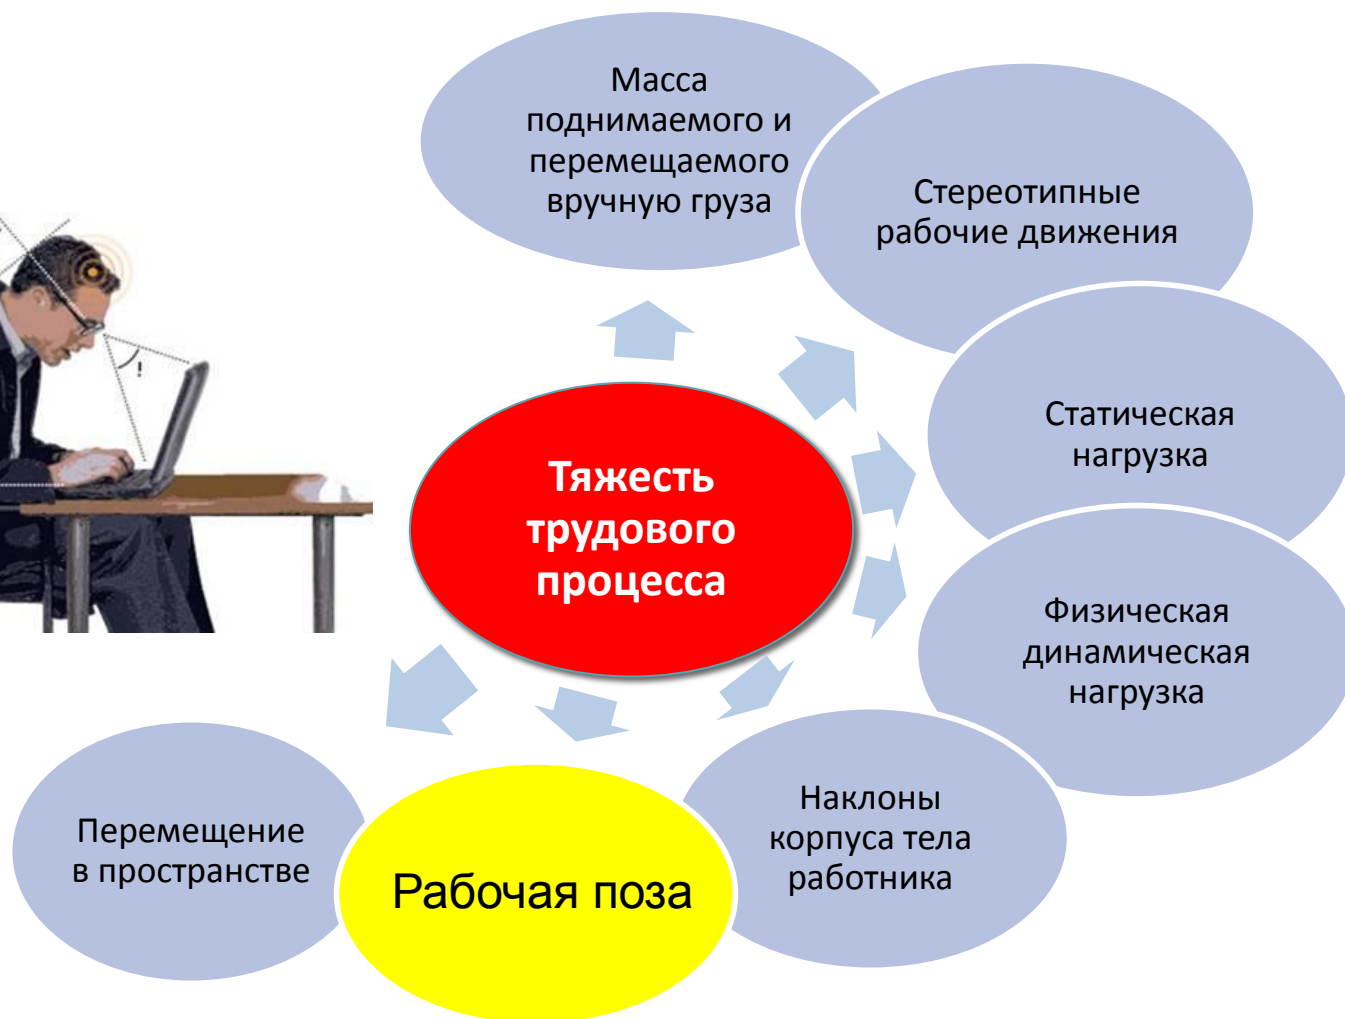 Масса
поднимаемого и
перемещаемого
вручную груза
Стереотипные
рабочие движения
!
Статическая
нагрузка
Тяжесть
трудового
процесса
Физическая
динамическая
нагрузка
Наклоны
корпуса тела
работника
Рабочая поза
Перемещение
в пространстве